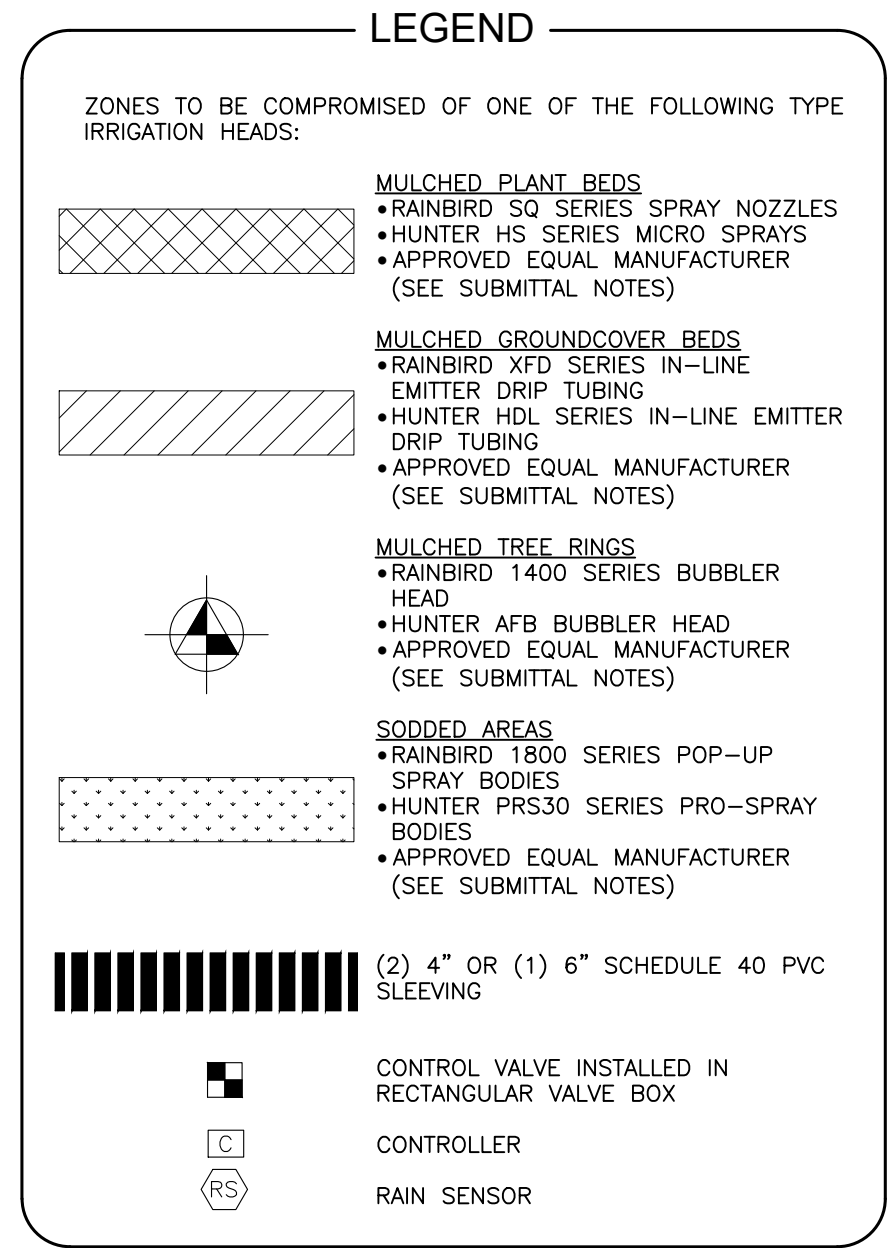 LEGEND
ZONES TO BE COMPROMISED OF ONE OF THE FOLLOWING TYPE
IRRIGATION HEADS:
MULCHED PLANT BEDS
•RAINBIRD SQ SERIES SPRAY NOZZLES
•HUNTER HS SERIES MICRO SPRAYS
•APPROVED EQUAL MANUFACTURER
(SEE SUBMITTAL NOTES)
MULCHED GROUNDCOVER BEDS
•RAINBIRD XFD SERIES IN-LINE
EMITTER DRIP TUBING
•HUNTER HDL SERIES IN-LINE EMITTER
DRIP TUBING
•APPROVED EQUAL MANUFACTURER
(SEE SUBMITTAL NOTES)
MULCHED TREE RINGS
•RAINBIRD 1400 SERIES BUBBLER
HEAD
•HUNTER AFB BUBBLER HEAD
•APPROVED EQUAL MANUFACTURER
(SEE SUBMITTAL NOTES)
SODDED AREAS
•RAINBIRD 1800 SERIES POP-UP
SPRAY BODIES
•HUNTER PRS30 SERIES PRO-SPRAY
BODIES
•APPROVED EQUAL MANUFACTURER
(SEE SUBMITTAL NOTES)
(2) 4" OR (1) 6" SCHEDULE 40 PVC
SLEEVING
CONTROL VALVE INSTALLED IN
RECTANGULAR VALVE BOX
C CONTROLLER
RS RAIN SENSOR